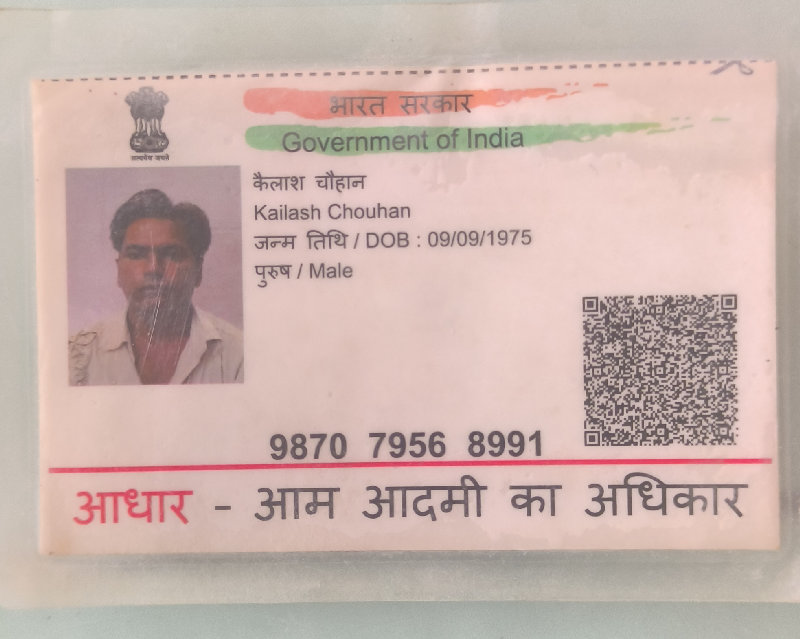 भारत सरकार
Government of India
सत्यमेव जयते
कैलाश चौहान
Kailash Chouhan
जन्म तिथि / DOB : 09/09/1975
पुरुष / Male
9870 7956 8991
आधार - आम आदमी का अधिकार